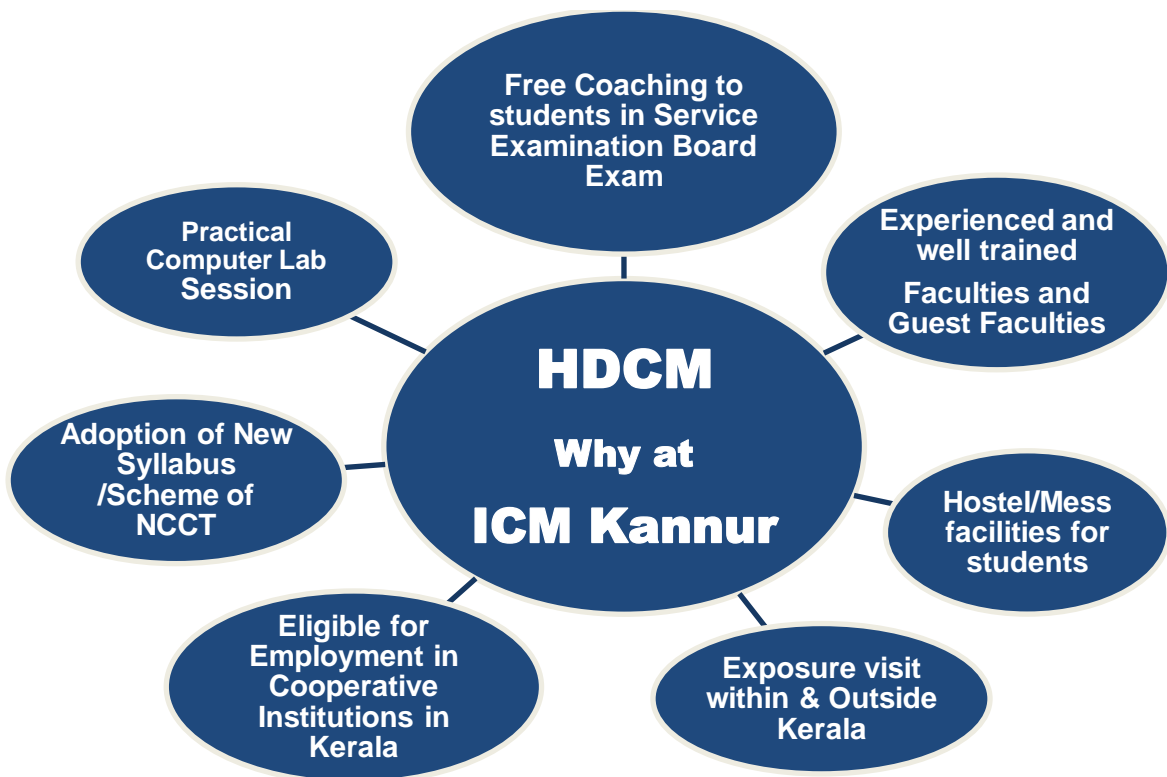 Free Coaching to
students in Service
Examination Board
Exam
Experienced and
well trained
Faculties and
Guest Faculties
Hostel/Mess
facilities for
students
Exposure visit
within & Outside
Kerala
Eligible for
Employment in
Cooperative
Institutions in
Kerala
Adoption of New
Syllabus
/Scheme of
NCCT
Practical
Computer Lab
Session
HDCM
Why at
ICM Kannur